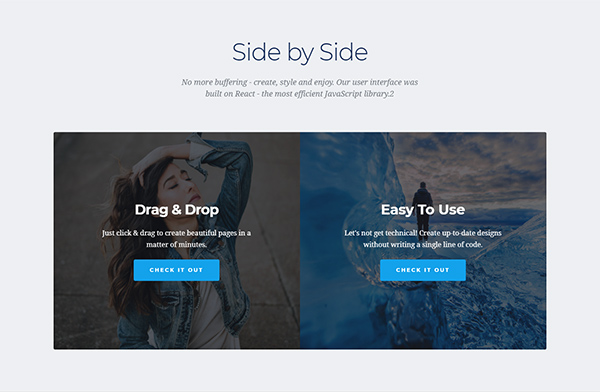 Side by Side
No more buffering - create, style and enjoy. Our user interface was
built on React - the most efficient JavaScript library.2
Drag & Drop
Just click & drag to create beautiful pages in a
matter of minutes.
CHECK IT OUT
Easy To Use
Let's not get technical! Create up-to-date designs
without writing a single line of code.
CHECK IT OUT